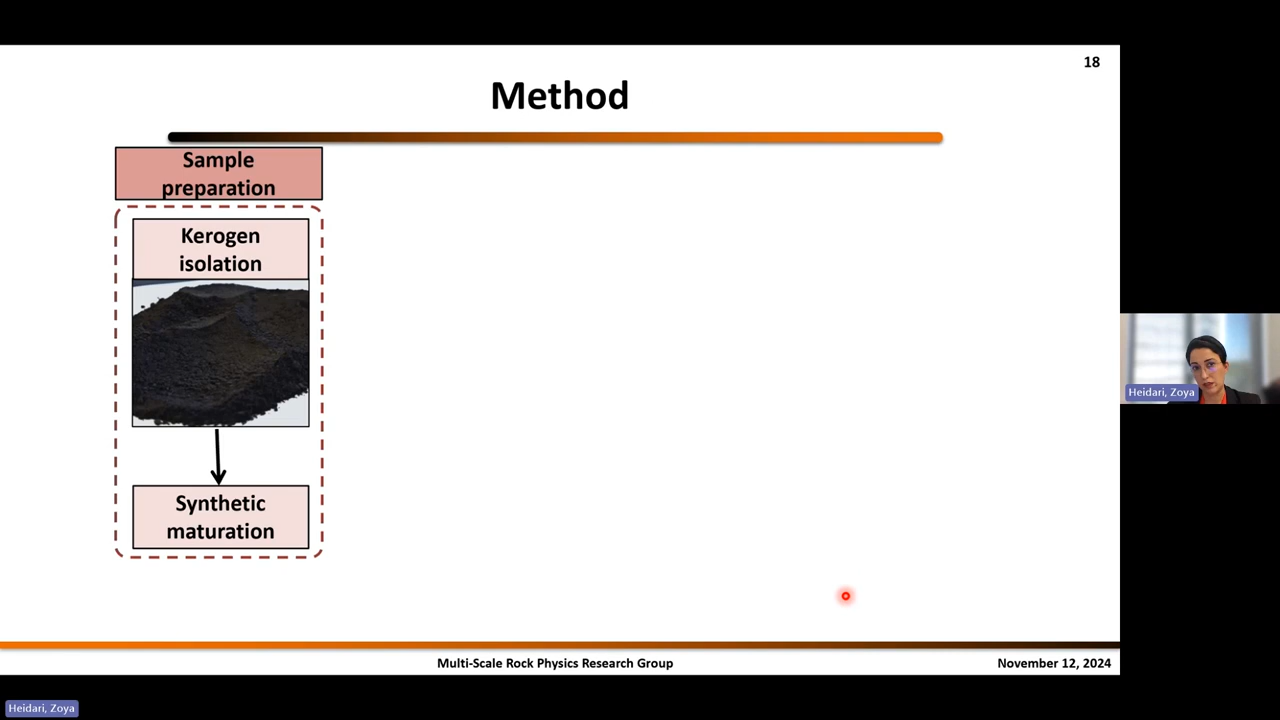 18
Method
Sample
preparation
Kerogen
isolation
Synthetic
maturation
Heidari, Zoya
Multi-Scale Rock Physics Research Group
November 12, 2024
Heidari, Zoya